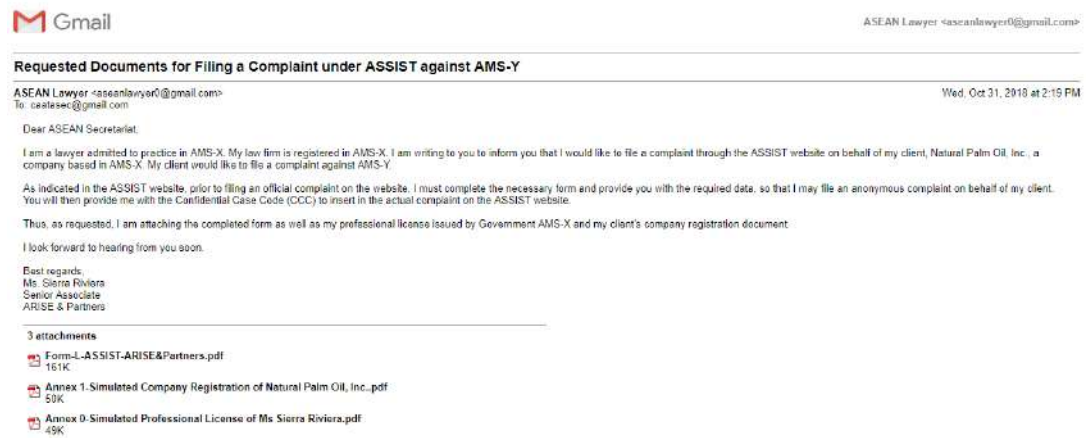 Gmail
ASEAN Lawyer <aseanlawyer0@gmail.com>
Requested Documents for Filing a Complaint under ASSIST against AMS-Y
ASEAN Lawyer <aseanlawyer0@gmail.com>
Wed, Oct 31, 2018 at 2:19 PM
To: caatasec@gmail.com
Dear ASEAN Secretariat,
I am a lawyer admitted to practice in AMS-X. My law firm is registered in AMS-X. I am writing to you to inform you that I would like to file a complaint through the ASSIST website on behalf of my client, Natural Palm Oil, Inc., a
company based in AMS-X. My client would like to file a complaint against AMS-Y.
As indicated in the ASSIST website, prior to filing an official complaint on the website, I must complete the necessary form and provide you with the required data, so that I may file an anonymous complaint on behalf of my client.
You will then provide me with the Confidential Case Code (CCC) to insert in the actual complaint on the ASSIST website.
Thus, as requested, I am attaching the completed form as well as my professional license issued by Government AMS-X and my client's company registration document.
I look forward to hearing from you soon.
Best regards,
Ms. Sierra Riviera
Senior Associate
ARISE & Partners
3 attachments
Form-L-ASSIST-ARISE&Partners.pdf
161K
Annex 1-Simulated Company Registration of Natural Palm Oil, Inc..pdf
50K
Annex 0-Simulated Professional License of Ms Sierra Riviera.pdf
49K